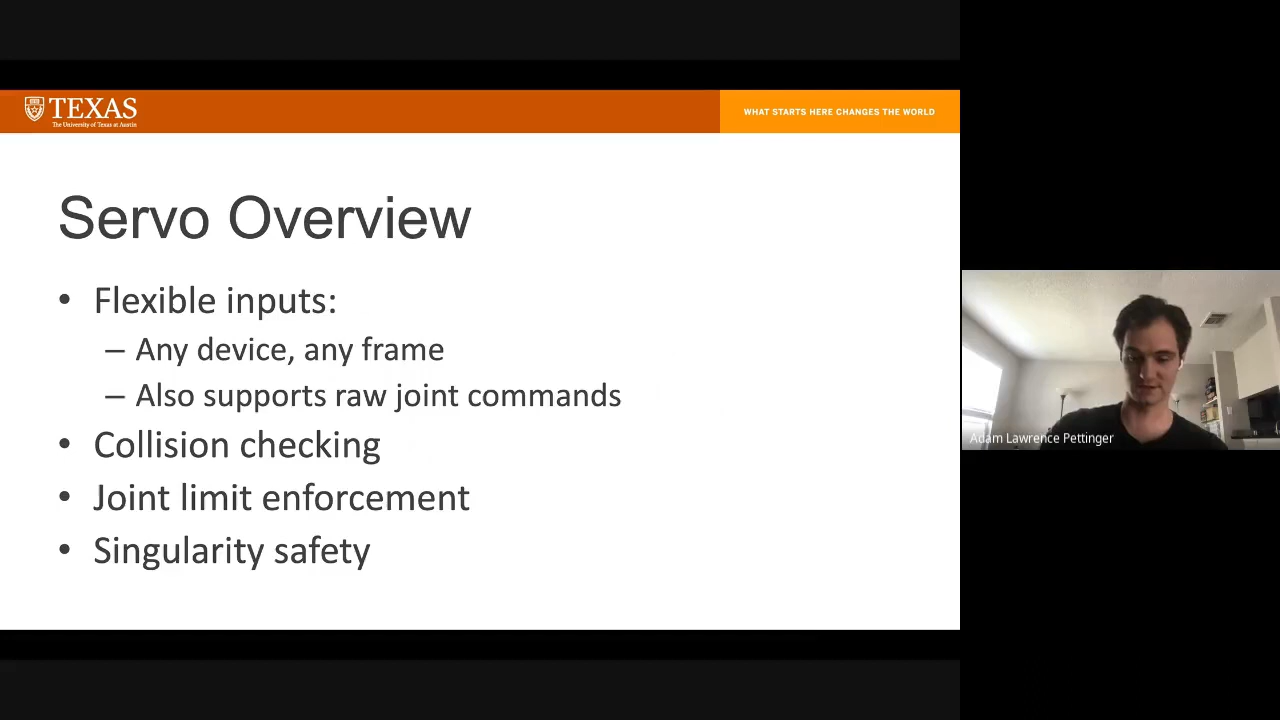 TEXAS
The University of Texas at Austin
WHAT STARTS HERE CHANGES THE WORLD
Servo Overview
• Flexible inputs:
– Any device, any frame
– Also supports raw joint commands
• Collision checking
• Joint limit enforcement
• Singularity safety
Adam Lawrence Pettinger